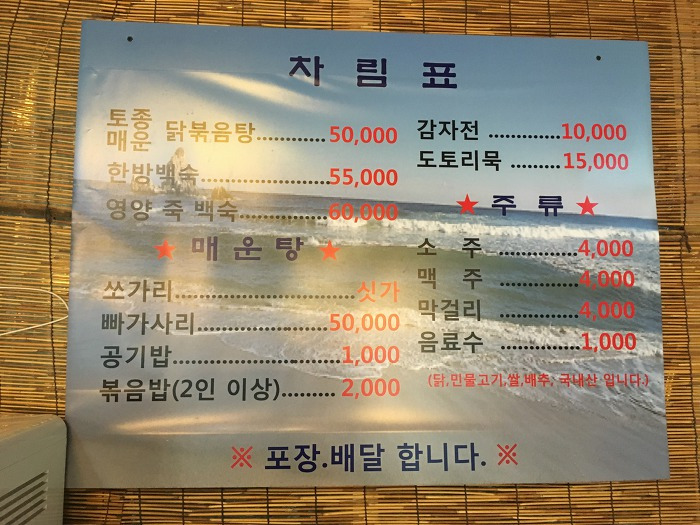 차림표
토종 매운 닭볶음탕............50,000
한방백숙......................55,000
영양 죽 백숙...............60,000
★ 매운탕 ★
쏘가리..............................싯가
빠가사리......................50,000
공기밥............................1,000
볶음밥(2인 이상)..........2,000
감자전 ..............10,000
도토리묵 .........15,000
★ 주류 ★
소 주 ..............4,000
맥 주 ..............4,000
막걸리 ..............4,000
음료수 ..............1,000
(닭,민물고기,쌀,배추, 국내산 입니다.)
※ 포장.배달 합니다. ※